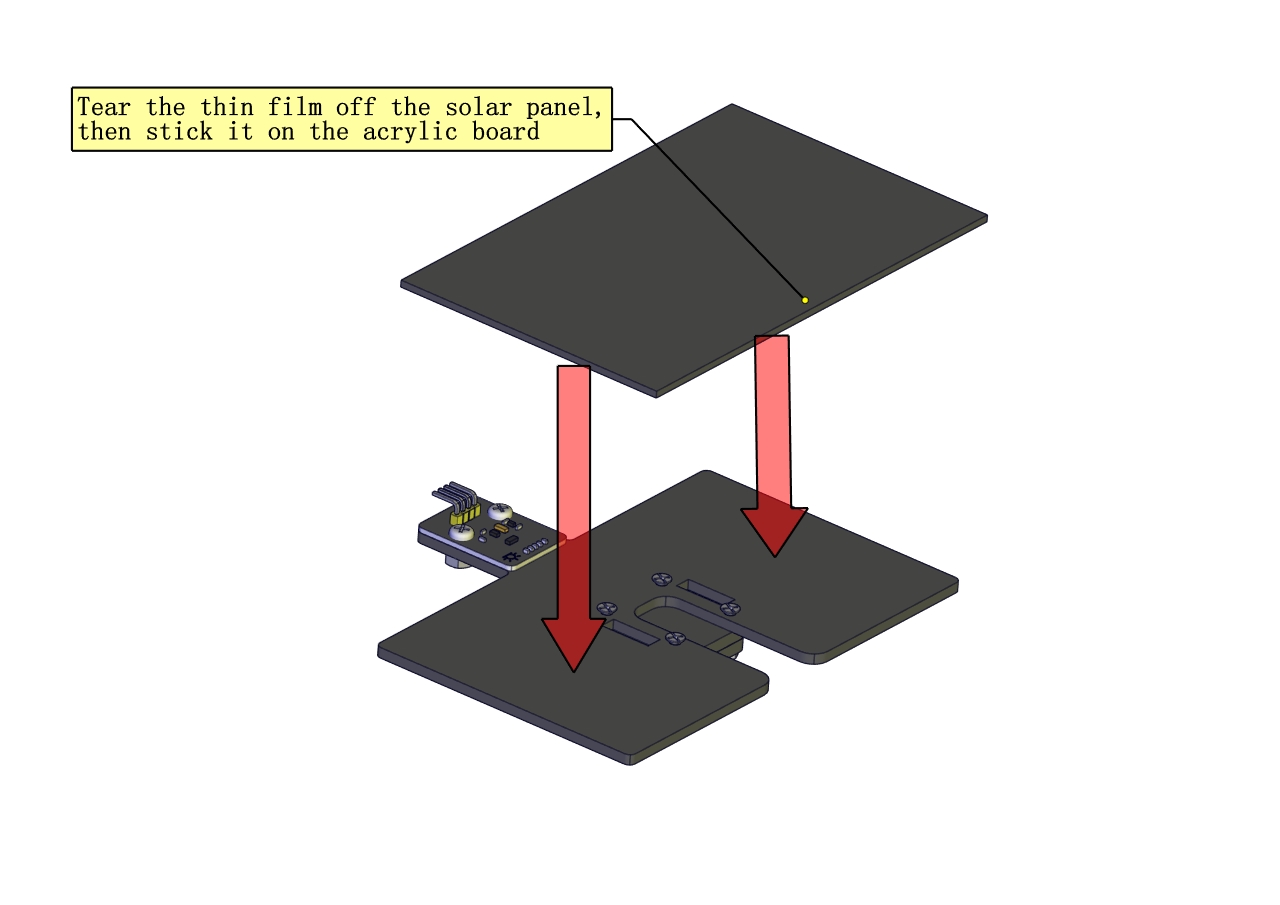 Tear the thin film off the solar panel,
then stick it on the acrylic board